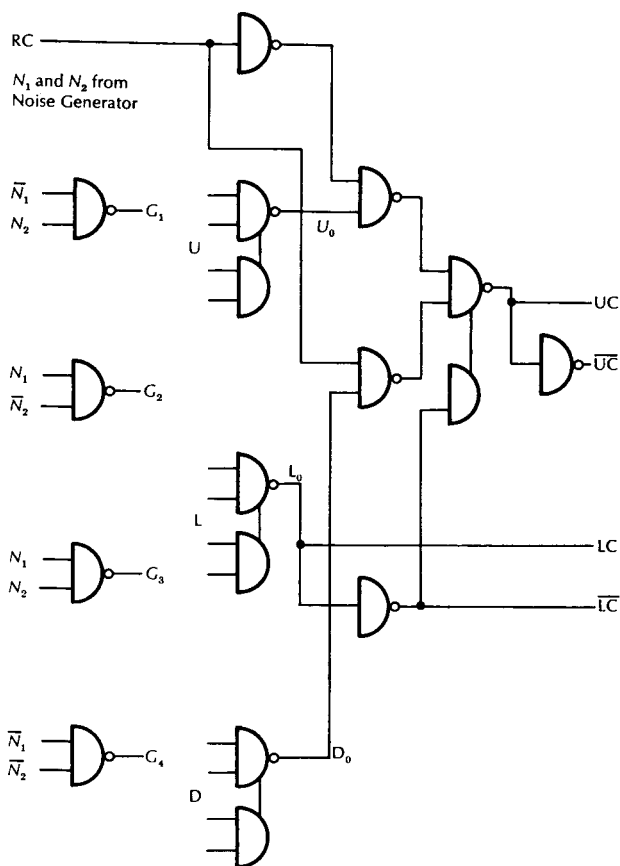 RC
N₁ and N₂ from
Noise Generator
N̅₁
N₂
G₁
U
U₀
UC
U̅C̅
N₁
N̅₂
G₂
L₀
L
LC
L̅C̅
N₁
N₂
G₃
N̅₁
N̅₂
G₄
D₀
D